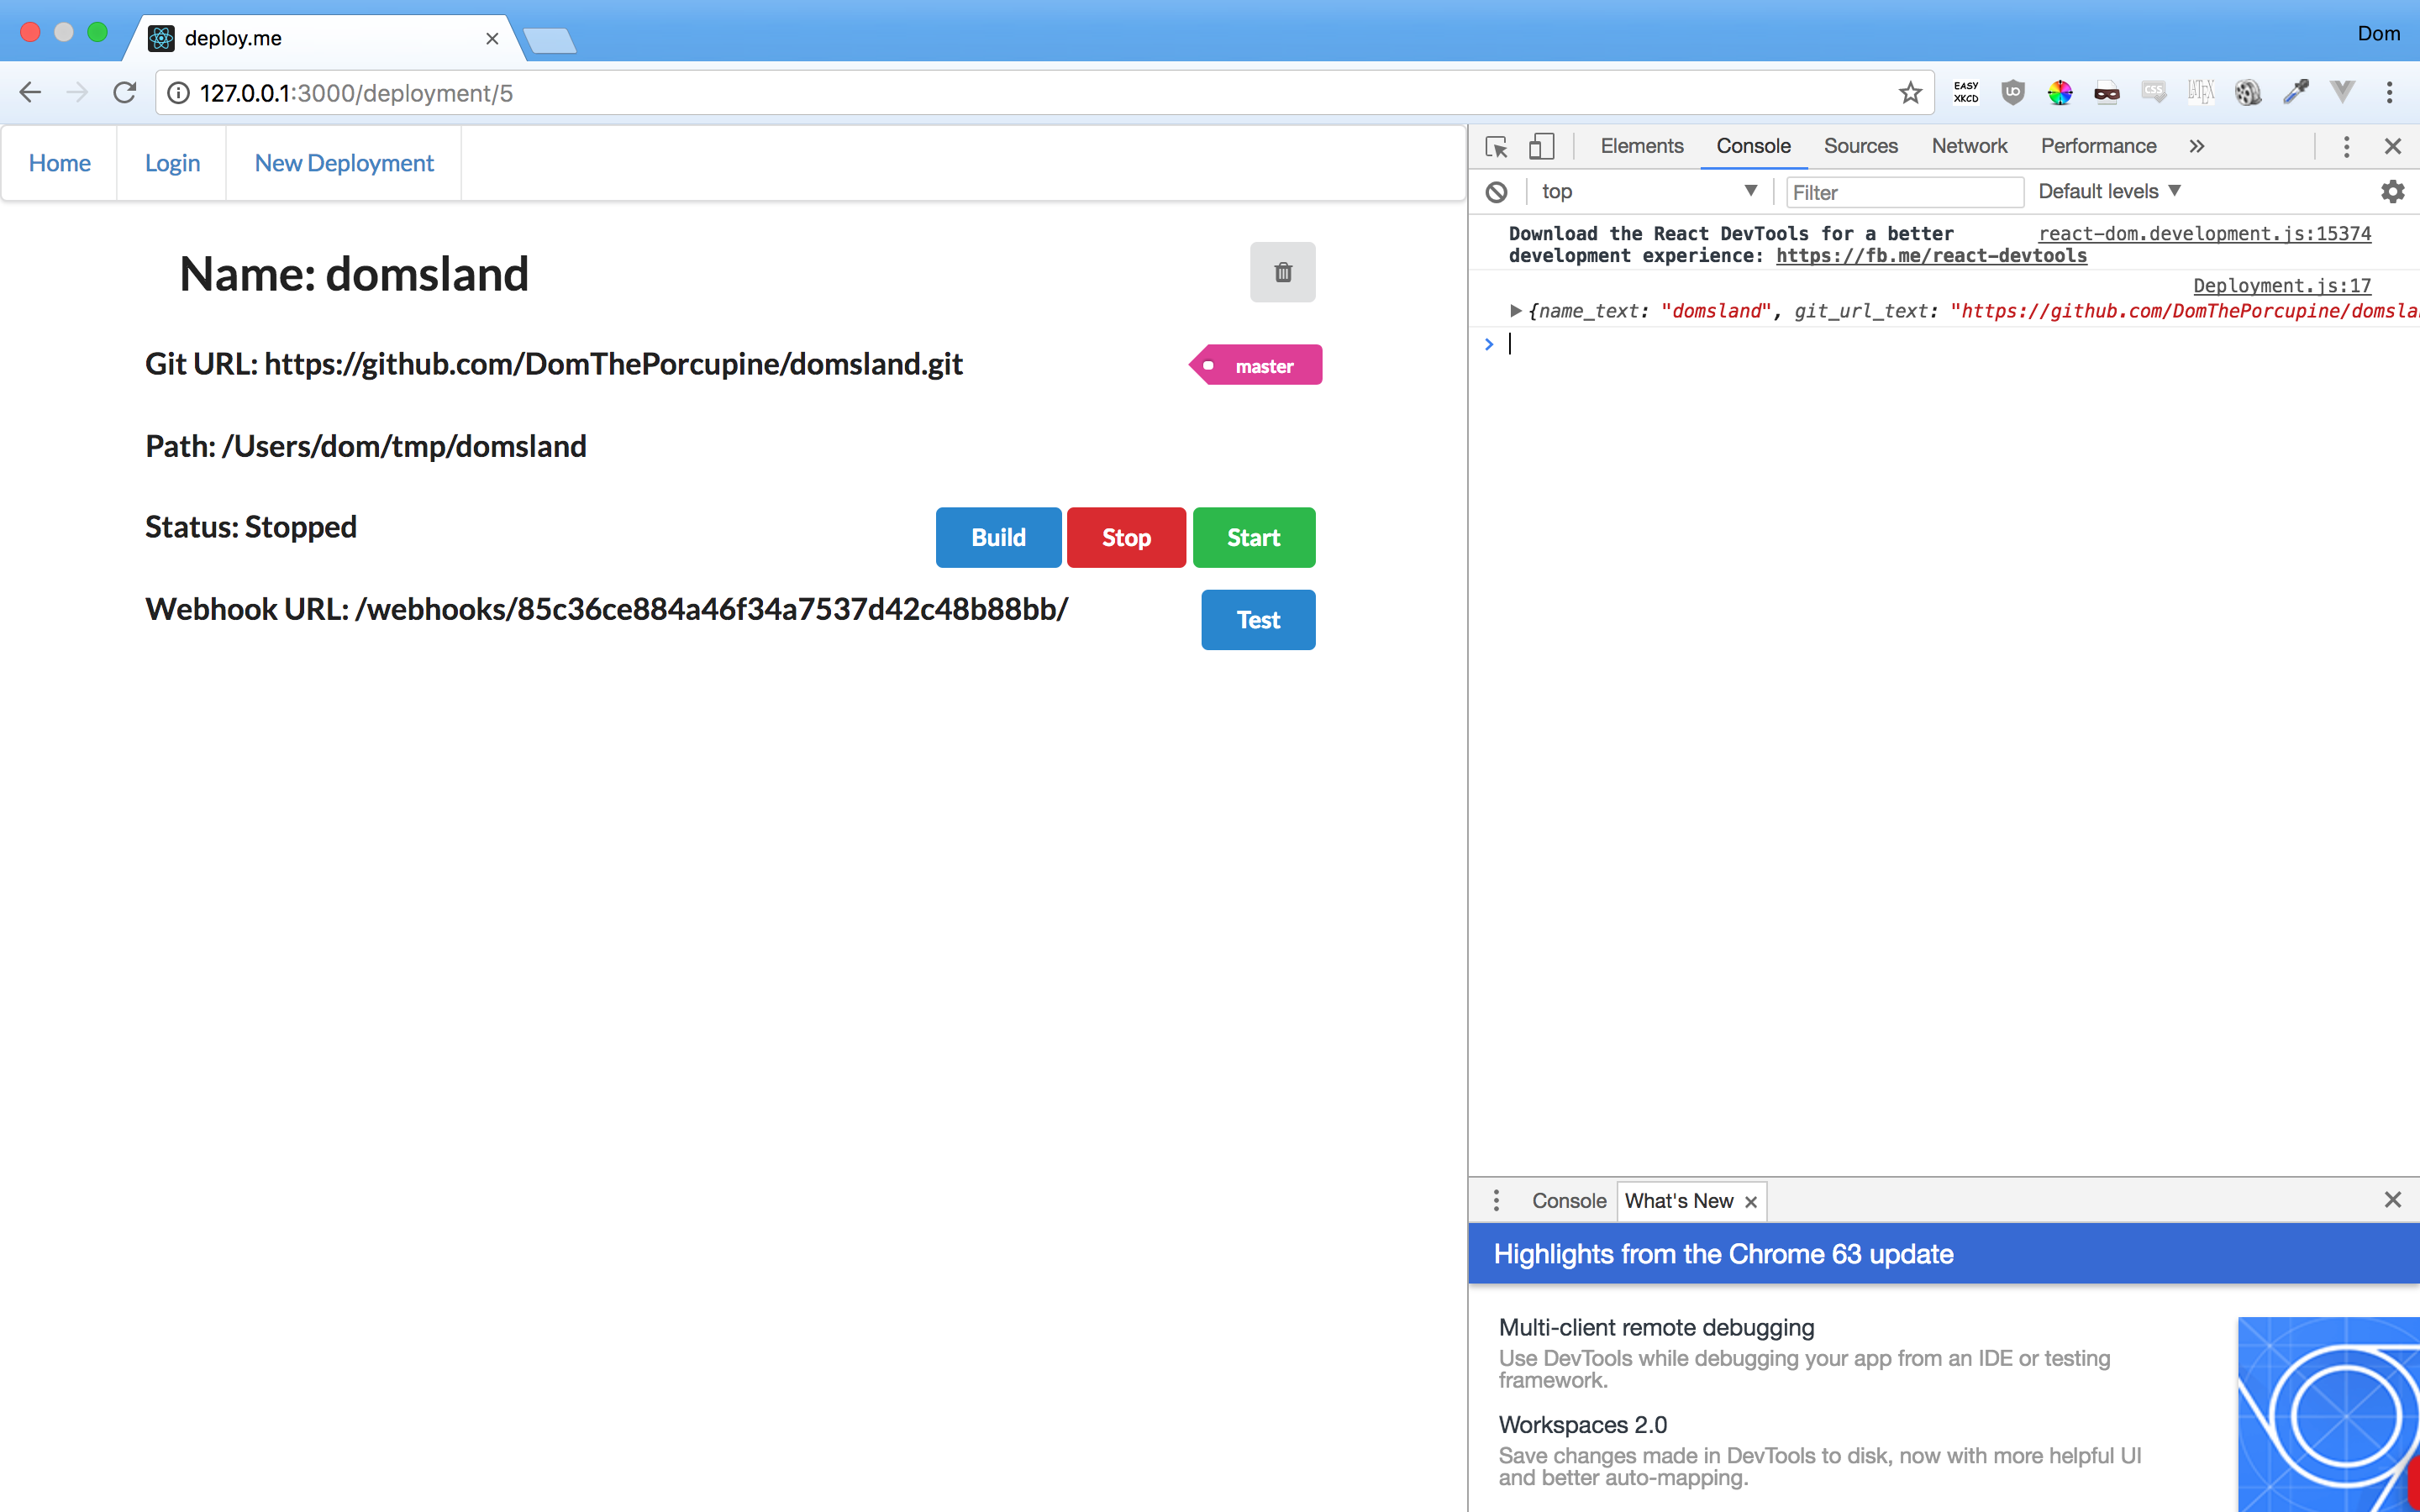 deploy.me
Dom
127.0.0.1:3000/deployment/5
EASY
XKCD
CSS
LATEX
Home
Login
New Deployment
Name: domsland
Git URL: https://github.com/DomThePorcupine/domsland.git
master
Path: /Users/dom/tmp/domsland
Status: Stopped
Build
Stop
Start
Webhook URL: /webhooks/85c36ce884a46f34a7537d42c48b88bb/
Test
Elements
Console
Sources
Network
Performance
top
Filter
Default levels
Download the React DevTools for a better
react-dom.development.js:15374
development experience: https://fb.me/react-devtools
Deployment.js:17
{name_text: "domsland", git_url_text: "https://github.com/DomThePorcupine/domsla
Console
What's New
Highlights from the Chrome 63 update
Multi-client remote debugging
Use DevTools while debugging your app from an IDE or testing
framework.
Workspaces 2.0
Save changes made in DevTools to disk, now with more helpful UI
and better auto-mapping.